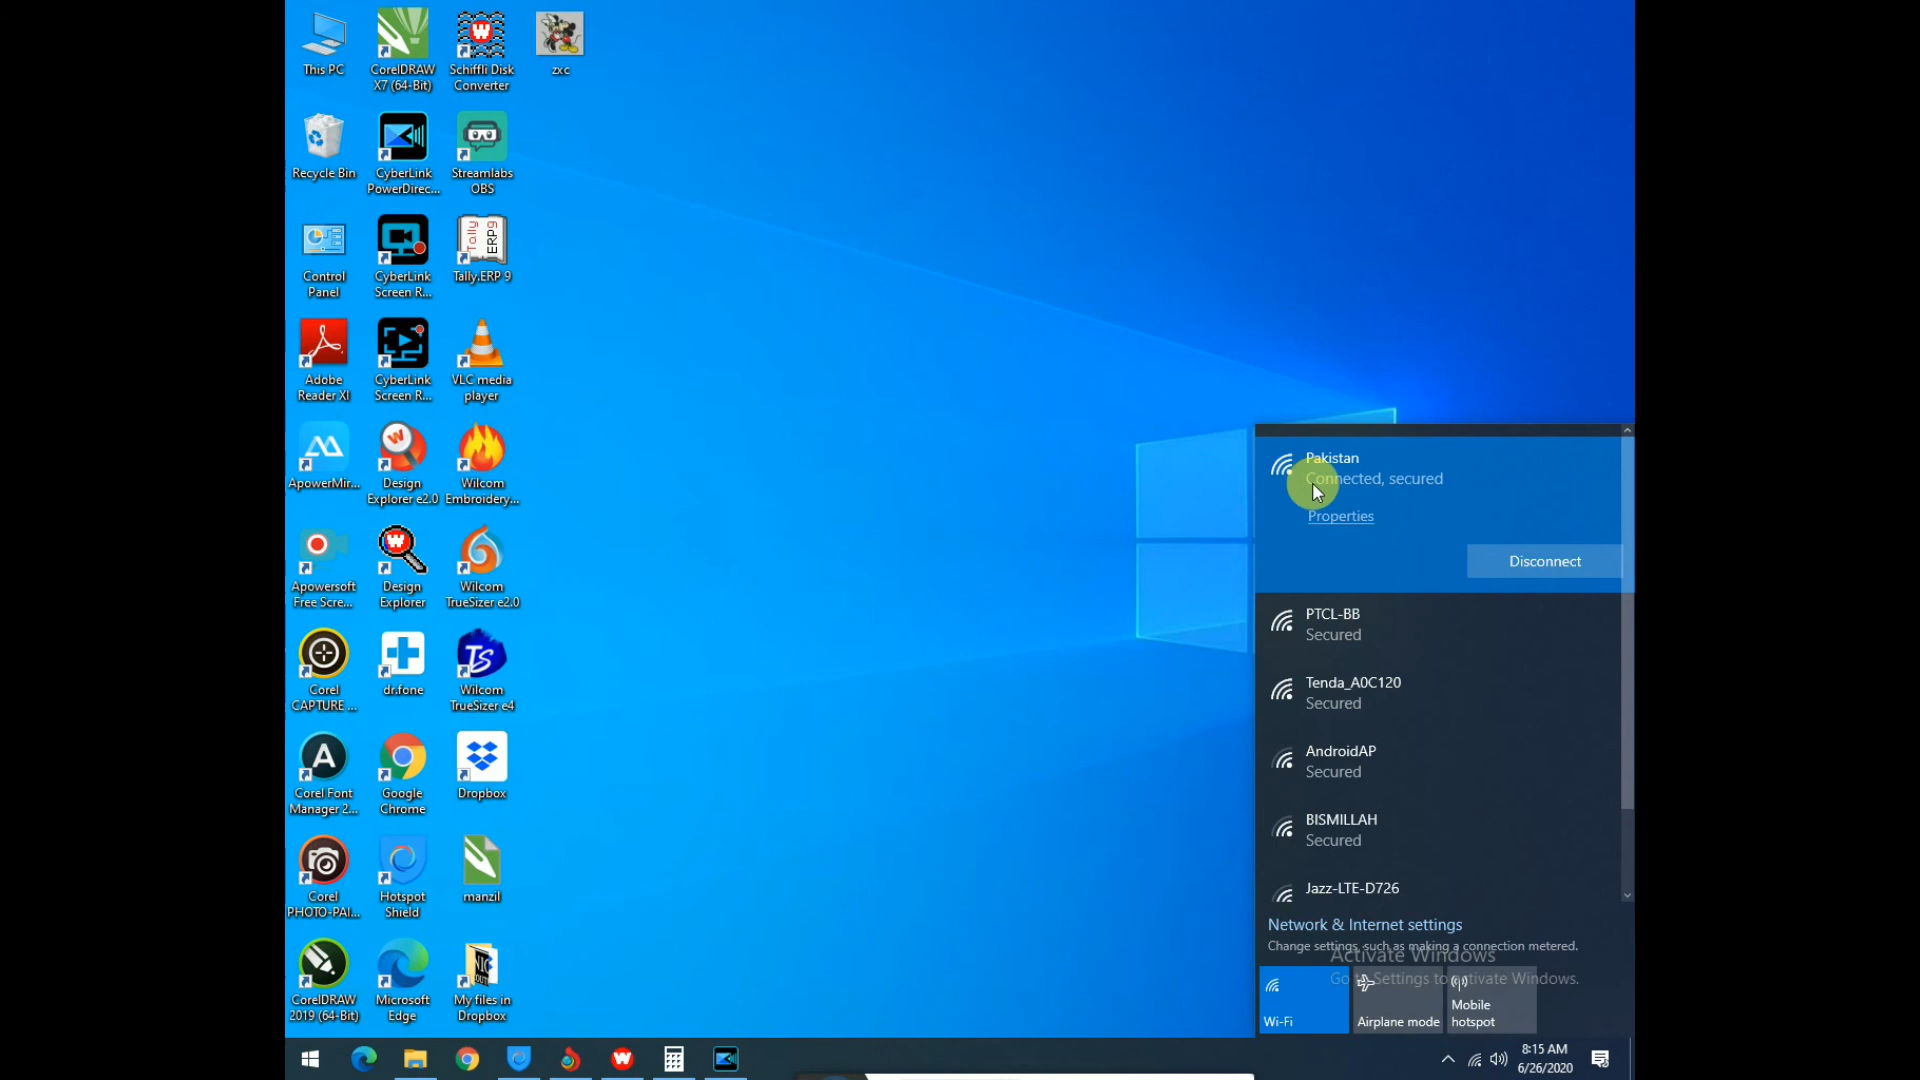 This PC
CorelDRAW
X7 (64-Bit)
Schiffli Disk
Converter
zxc
Recycle Bin
CyberLink
PowerDirec...
Streamlabs
OBS
Control
Panel
CyberLink
Screen R...
Tally.ERP 9
Adobe
Reader XI
CyberLink
Screen R...
VLC media
player
ApowerMir...
Design
Explorer e2.0
Wilcom
Embroidery...
Apowersoft
Free Scre...
Design
Explorer
Wilcom
TrueSizer e2.0
Corel
CAPTURE ...
dr.fone
Wilcom
TrueSizer e4
Corel Font
Manager 2...
Google
Chrome
Dropbox
Corel
PHOTO-PAI...
Hotspot
Shield
manzil
CorelDRAW
2019 (64-Bit)
Microsoft
Edge
My files in
Dropbox
Pakistan
Connected, secured
Properties
Disconnect
PTCL-BB
Secured
Tenda_A0C120
Secured
AndroidAP
Secured
BISMILLAH
Secured
Jazz-LTE-D726
Network & Internet settings
Change settings, such as making a connection metered.
Activate Windows
Go to Settings to activate Windows.
Wi-Fi
Airplane mode
Mobile
hotspot
8:15 AM
6/26/2020